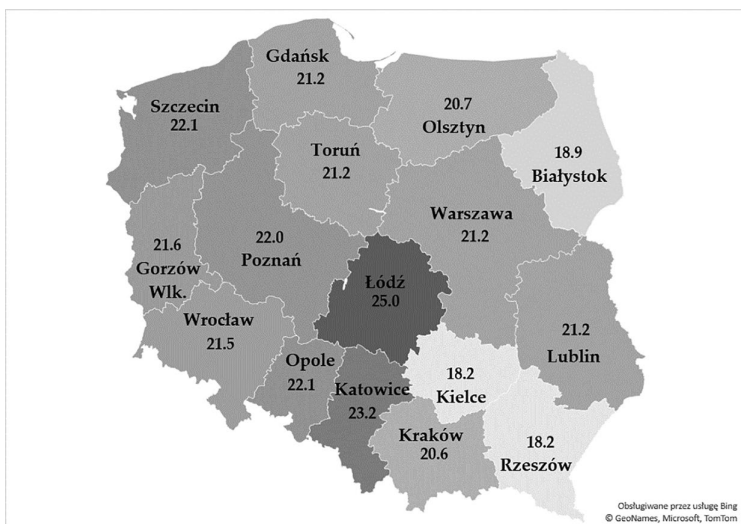 Gdańsk
21.2
Szczecin
22.1
20.7
Olsztyn
Toruń
21.2
18.9
Białystok
Warszawa
21.2
21.6
Gorzów
Wlk.
22.0
Poznań
Łódź
25.0
Wrocław
21.5
21.2
Lublin
Opole
22.1
Katowice
23.2
18.2
Kielce
Kraków
20.6
18.2
Rzeszów
Obsługiwane przez usługę Bing
© GeoNames, Microsoft, TomTom